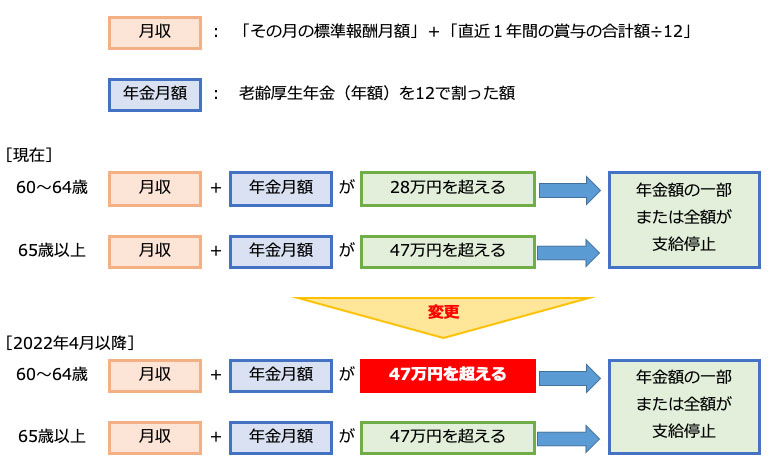 月収 : 「その月の標準報酬月額」+「直近１年間の賞与の合計額÷12」
年金月額 : 老齢厚生年金（年額）を12で割った額
［現在］
60～64歳 月収 + 年金月額 が 28万円を超える
65歳以上 月収 + 年金月額 が 47万円を超える
年金額の一部
または全額が
支給停止
変更
［2022年4月以降］
60～64歳 月収 + 年金月額 が 47万円を超える
65歳以上 月収 + 年金月額 が 47万円を超える
年金額の一部
または全額が
支給停止